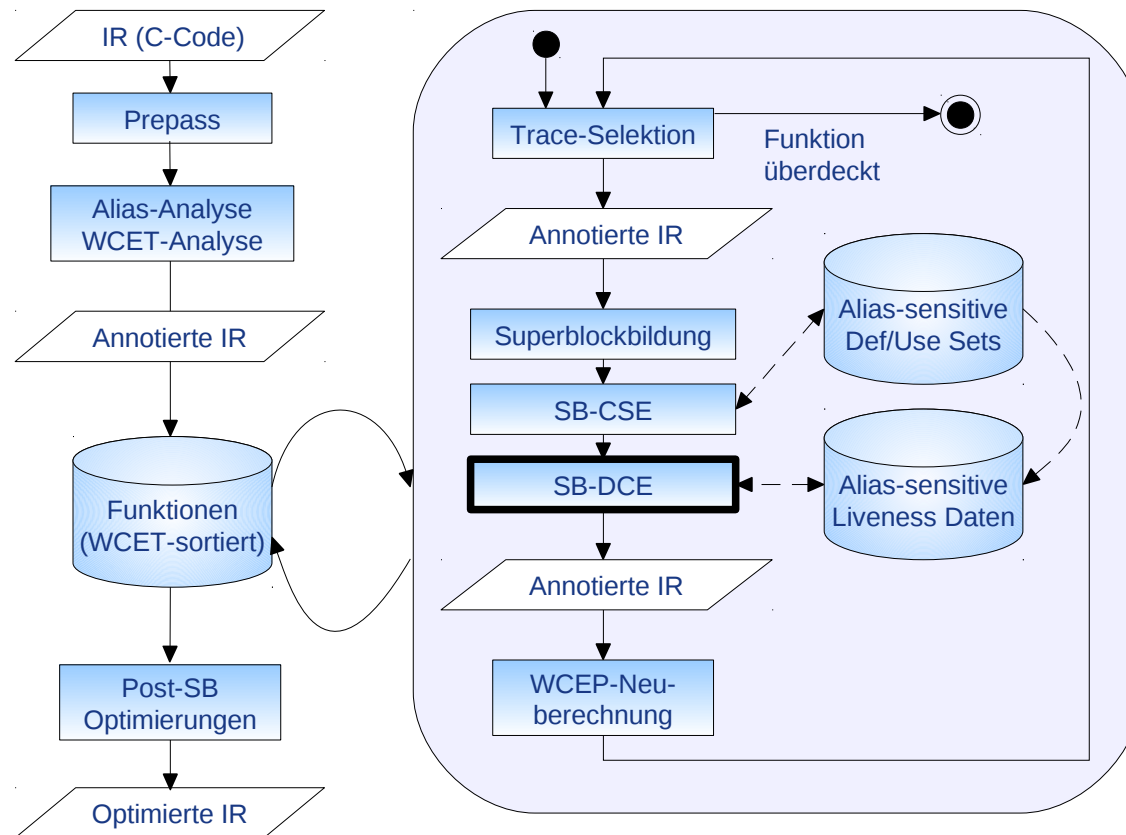 IR (C-Code)
Prepass
Alias-Analyse
WCET-Analyse
Annotierte IR
Funktionen
(WCET-sortiert)
Post-SB
Optimierungen
Optimierte IR
Trace-Selektion
Funktion
überdeckt
Annotierte IR
Superblockbildung
SB-CSE
SB-DCE
Annotierte IR
WCEP-Neu-
berechnung
Alias-sensitive
Def/Use Sets
Alias-sensitive
Liveness Daten